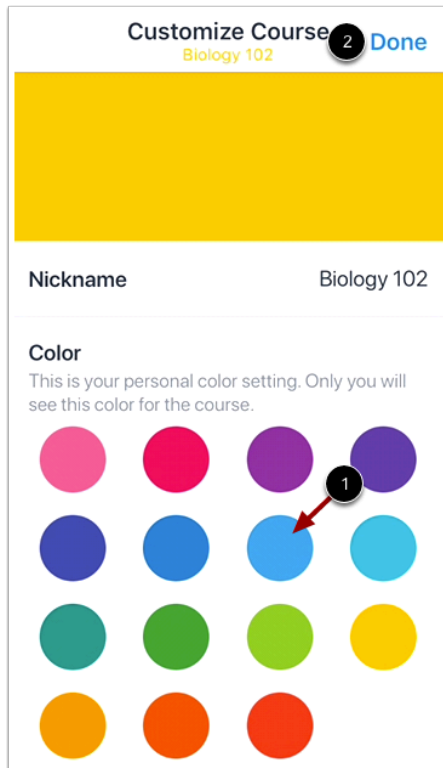 Customize Course
2 Done
Biology 102
Nickname Biology 102
Color
This is your personal color setting. Only you will
see this color for the course.
1